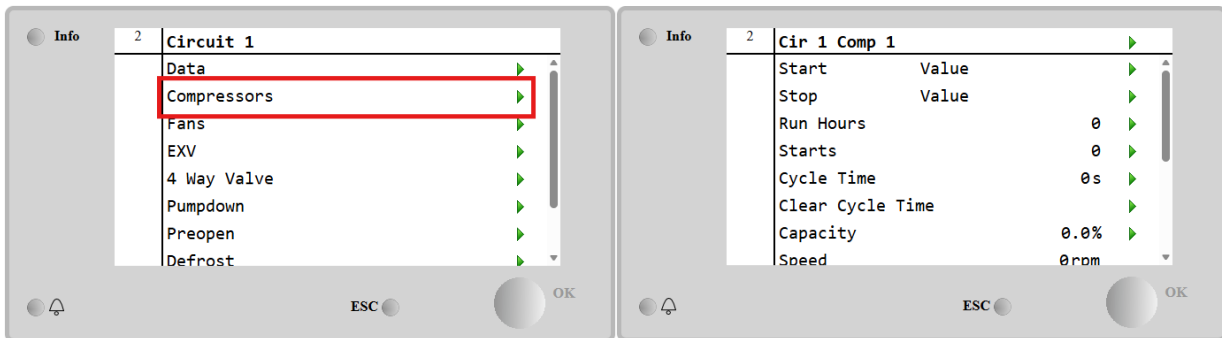 Info
2
Circuit 1
Data
Compressors
Fans
EXV
4 Way Valve
Pumpdown
Preopen
Defrost
ESC
OK
Info
2
Cir 1 Comp 1
Start Value
Stop Value
Run Hours 0
Starts 0
Cycle Time 0s
Clear Cycle Time
Capacity 0.0%
Speed 0rpm
ESC
OK